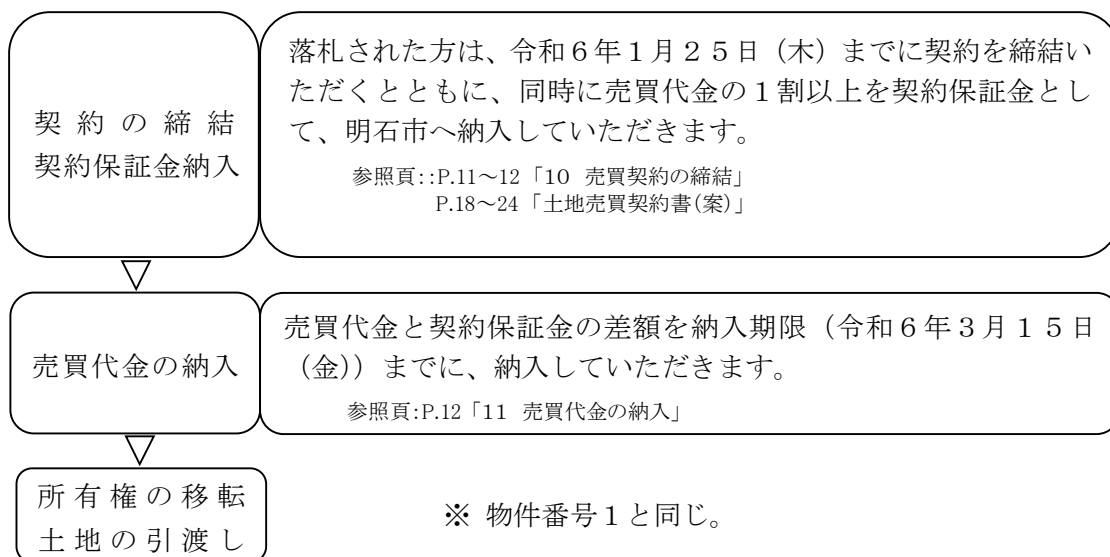 契約の締結
契約保証金納入
落札された方は、令和６年１月２５日（木）までに契約を締結い
ただくとともに、同時に売買代金の１割以上を契約保証金とし
て、明石市へ納入していただきます。
参照頁::P.11～12「10 売買契約の締結」
P.18～24「土地売買契約書(案)」
売買代金の納入
売買代金と契約保証金の差額を納入期限（令和６年３月１５日
（金））までに、納入していただきます。
参照頁:P.12「11 売買代金の納入」
所有権の移転
土地の引渡し
※ 物件番号１と同じ。